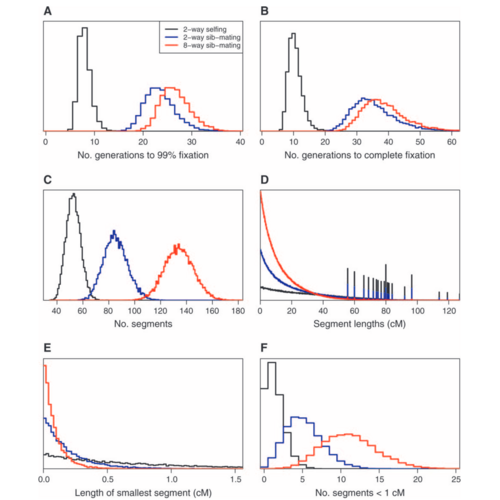 A
2-way selfing
2-way sib-mating
8-way sib-mating
0 10 20 30 40
No. generations to 99% fixation
B
0 10 20 30 40 50 60
No. generations to complete fixation
C
40 60 80 100 120 140 160 180
No. segments
D
0 20 40 60 80 100 120
Segment lengths (cM)
E
0.0 0.5 1.0 1.5
Length of smallest segment (cM)
F
0 5 10 15 20 25
No. segments < 1 cM